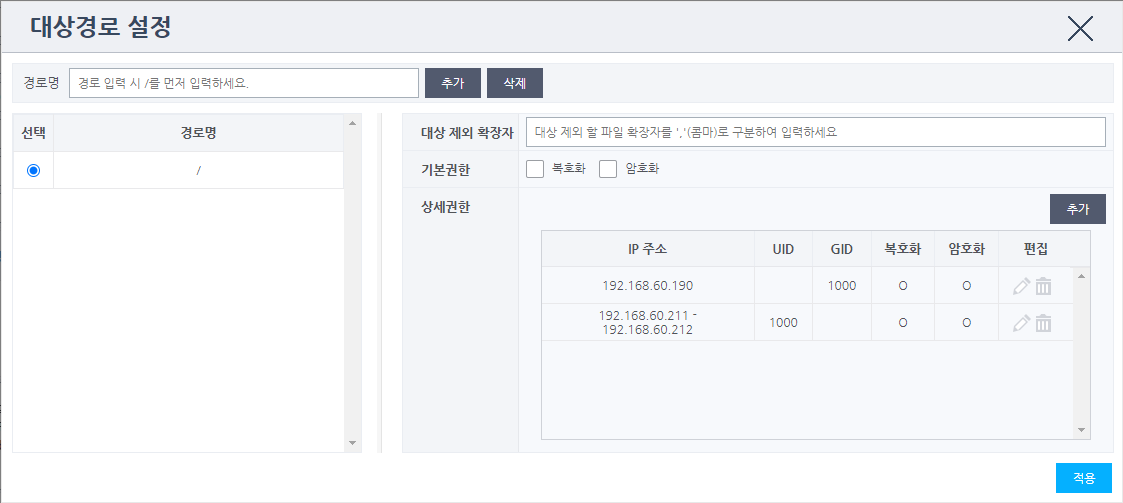 대상경로 설정
경로명 경로 입력 시 /를 먼저 입력하세요. 추가 삭제
선택 경로명
/
대상 제외 확장자 대상 제외 할 파일 확장자를 ','(콤마)로 구분하여 입력하세요
기본권한 복호화 암호화
상세권한 추가
IP 주소 UID GID 복호화 암호화 편집
192.168.60.190 1000 O O
192.168.60.211 -
192.168.60.212 1000 O O
적용